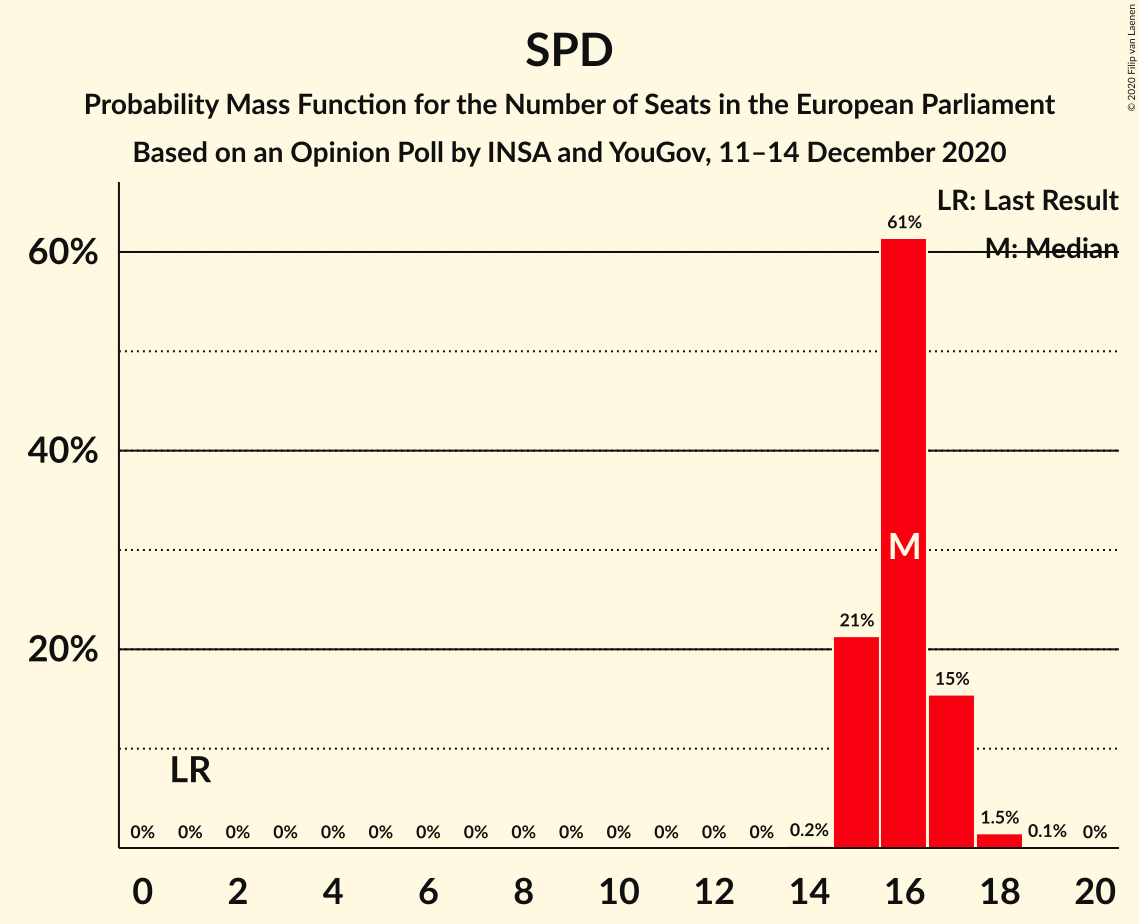 SPD
Probability Mass Function for the Number of Seats in the European Parliament
Based on an Opinion Poll by INSA and YouGov, 11–14 December 2020
© 2020 Filip van Laenen
LR: Last Result
M: Median
61%
60%
40%
M
21%
20%
15%
LR
0% 0% 0% 0% 0% 0% 0% 0% 0% 0% 0% 0% 0% 0% 0.2% 1.5% 0.1% 0%
0 2 4 6 8 10 12 14 16 18 20